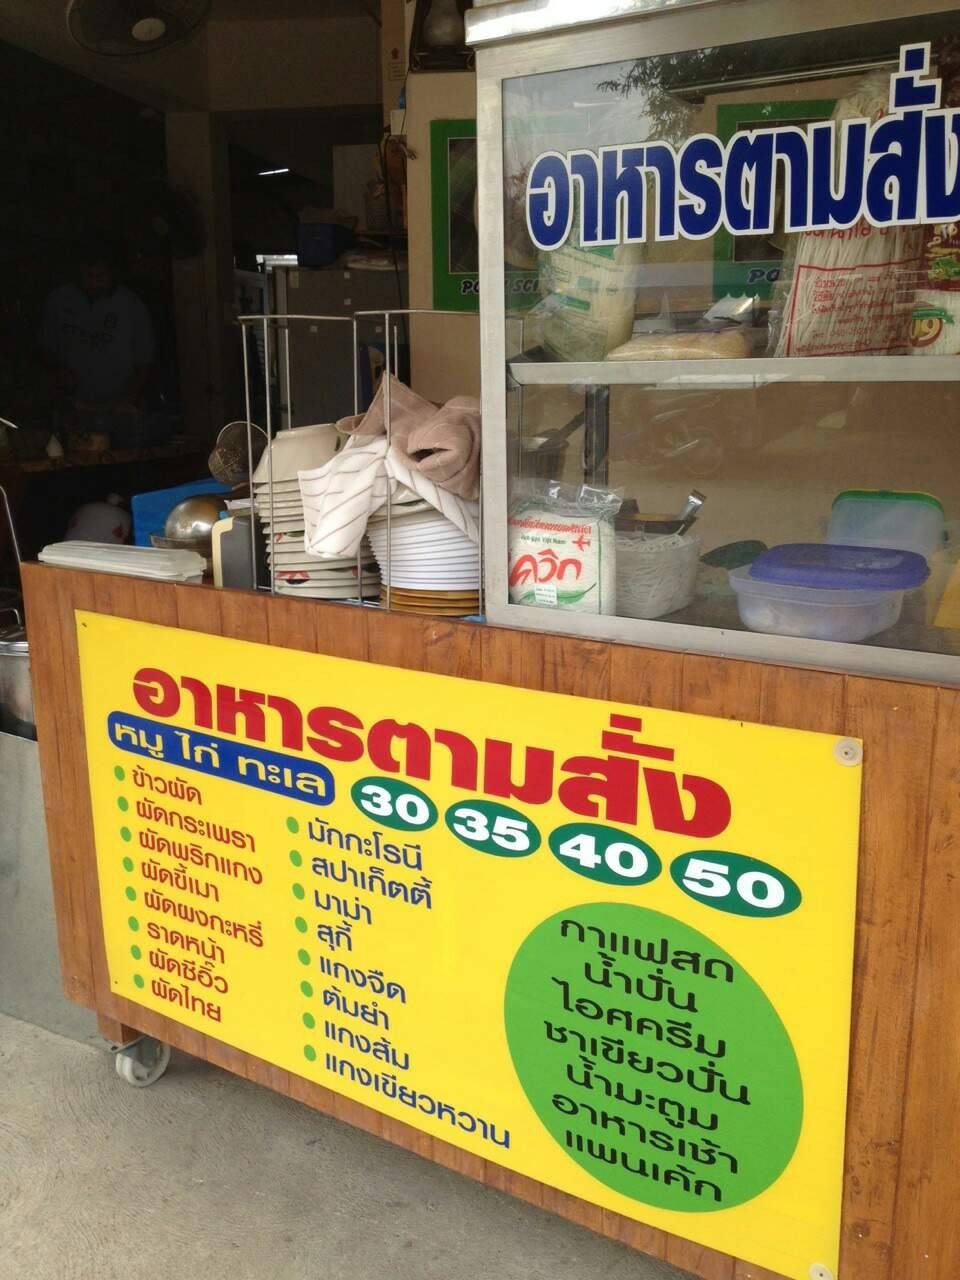 อาหารตามสั่ง
ควิก
อาหารตามสั่ง
หมู ไก่ ทะเล
30 35 40 50
ข้าวผัด
ผัดกระเพรา
ผัดพริกแกง
ผัดขี้เมา
ผัดผงกะหรี่
ราดหน้า
ผัดซีอิ๊ว
ผัดไทย
มักกะโรนี
สปาเก็ตตี้
มาม่า
สุกี้
แกงจืด
ต้มยำ
แกงส้ม
แกงเขียวหวาน
กาแฟสด
น้ำปั่น
ไอศครีม
ชาเขียวปั่น
น้ำมะตูม
อาหารเช้า
แพนเค้ก